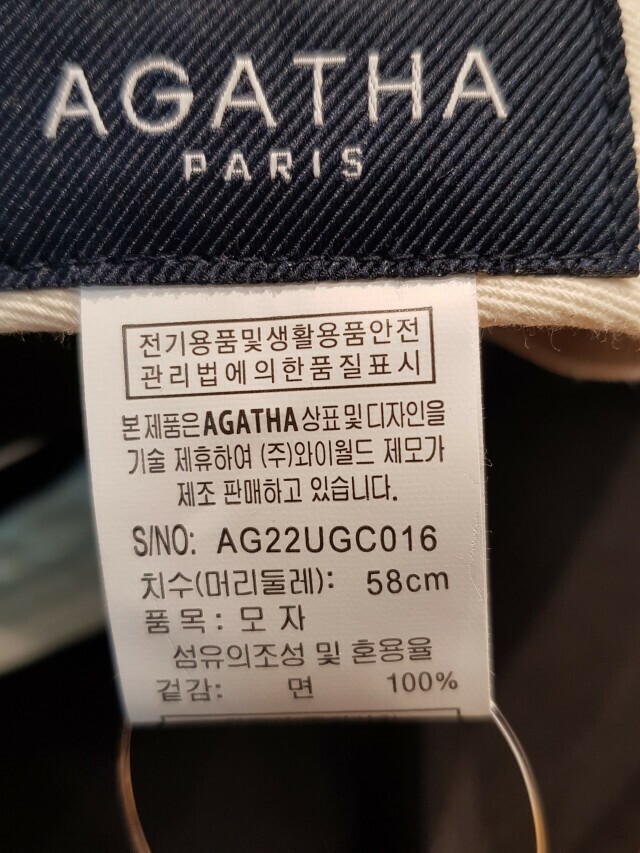 AGATHA
PARIS
전기용품및생활용품안전
관리법에의한품질표시
본제품은AGATHA상표및디자인을
기술 제휴하여 (주)와이월드 제모가
제조 판매하고 있습니다.
S/NO: AG22UGC016
치수(머리둘레): 58cm
품 목 : 모 자
섬유의조성 및 혼용율
겉감: 면 100%